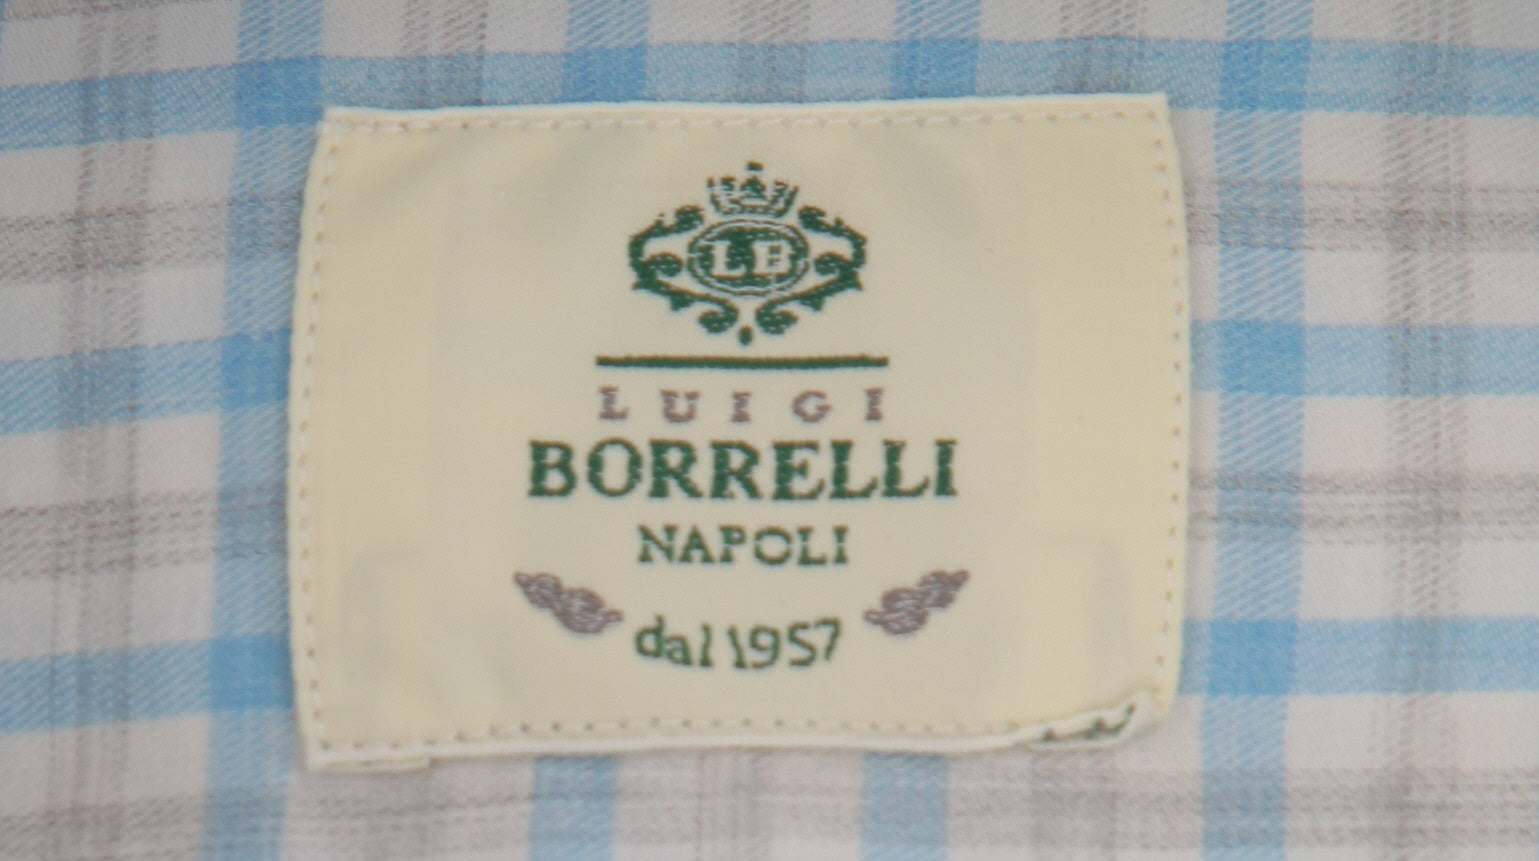 LB
LUIGI
BORRELLI
NAPOLI
dal 1957